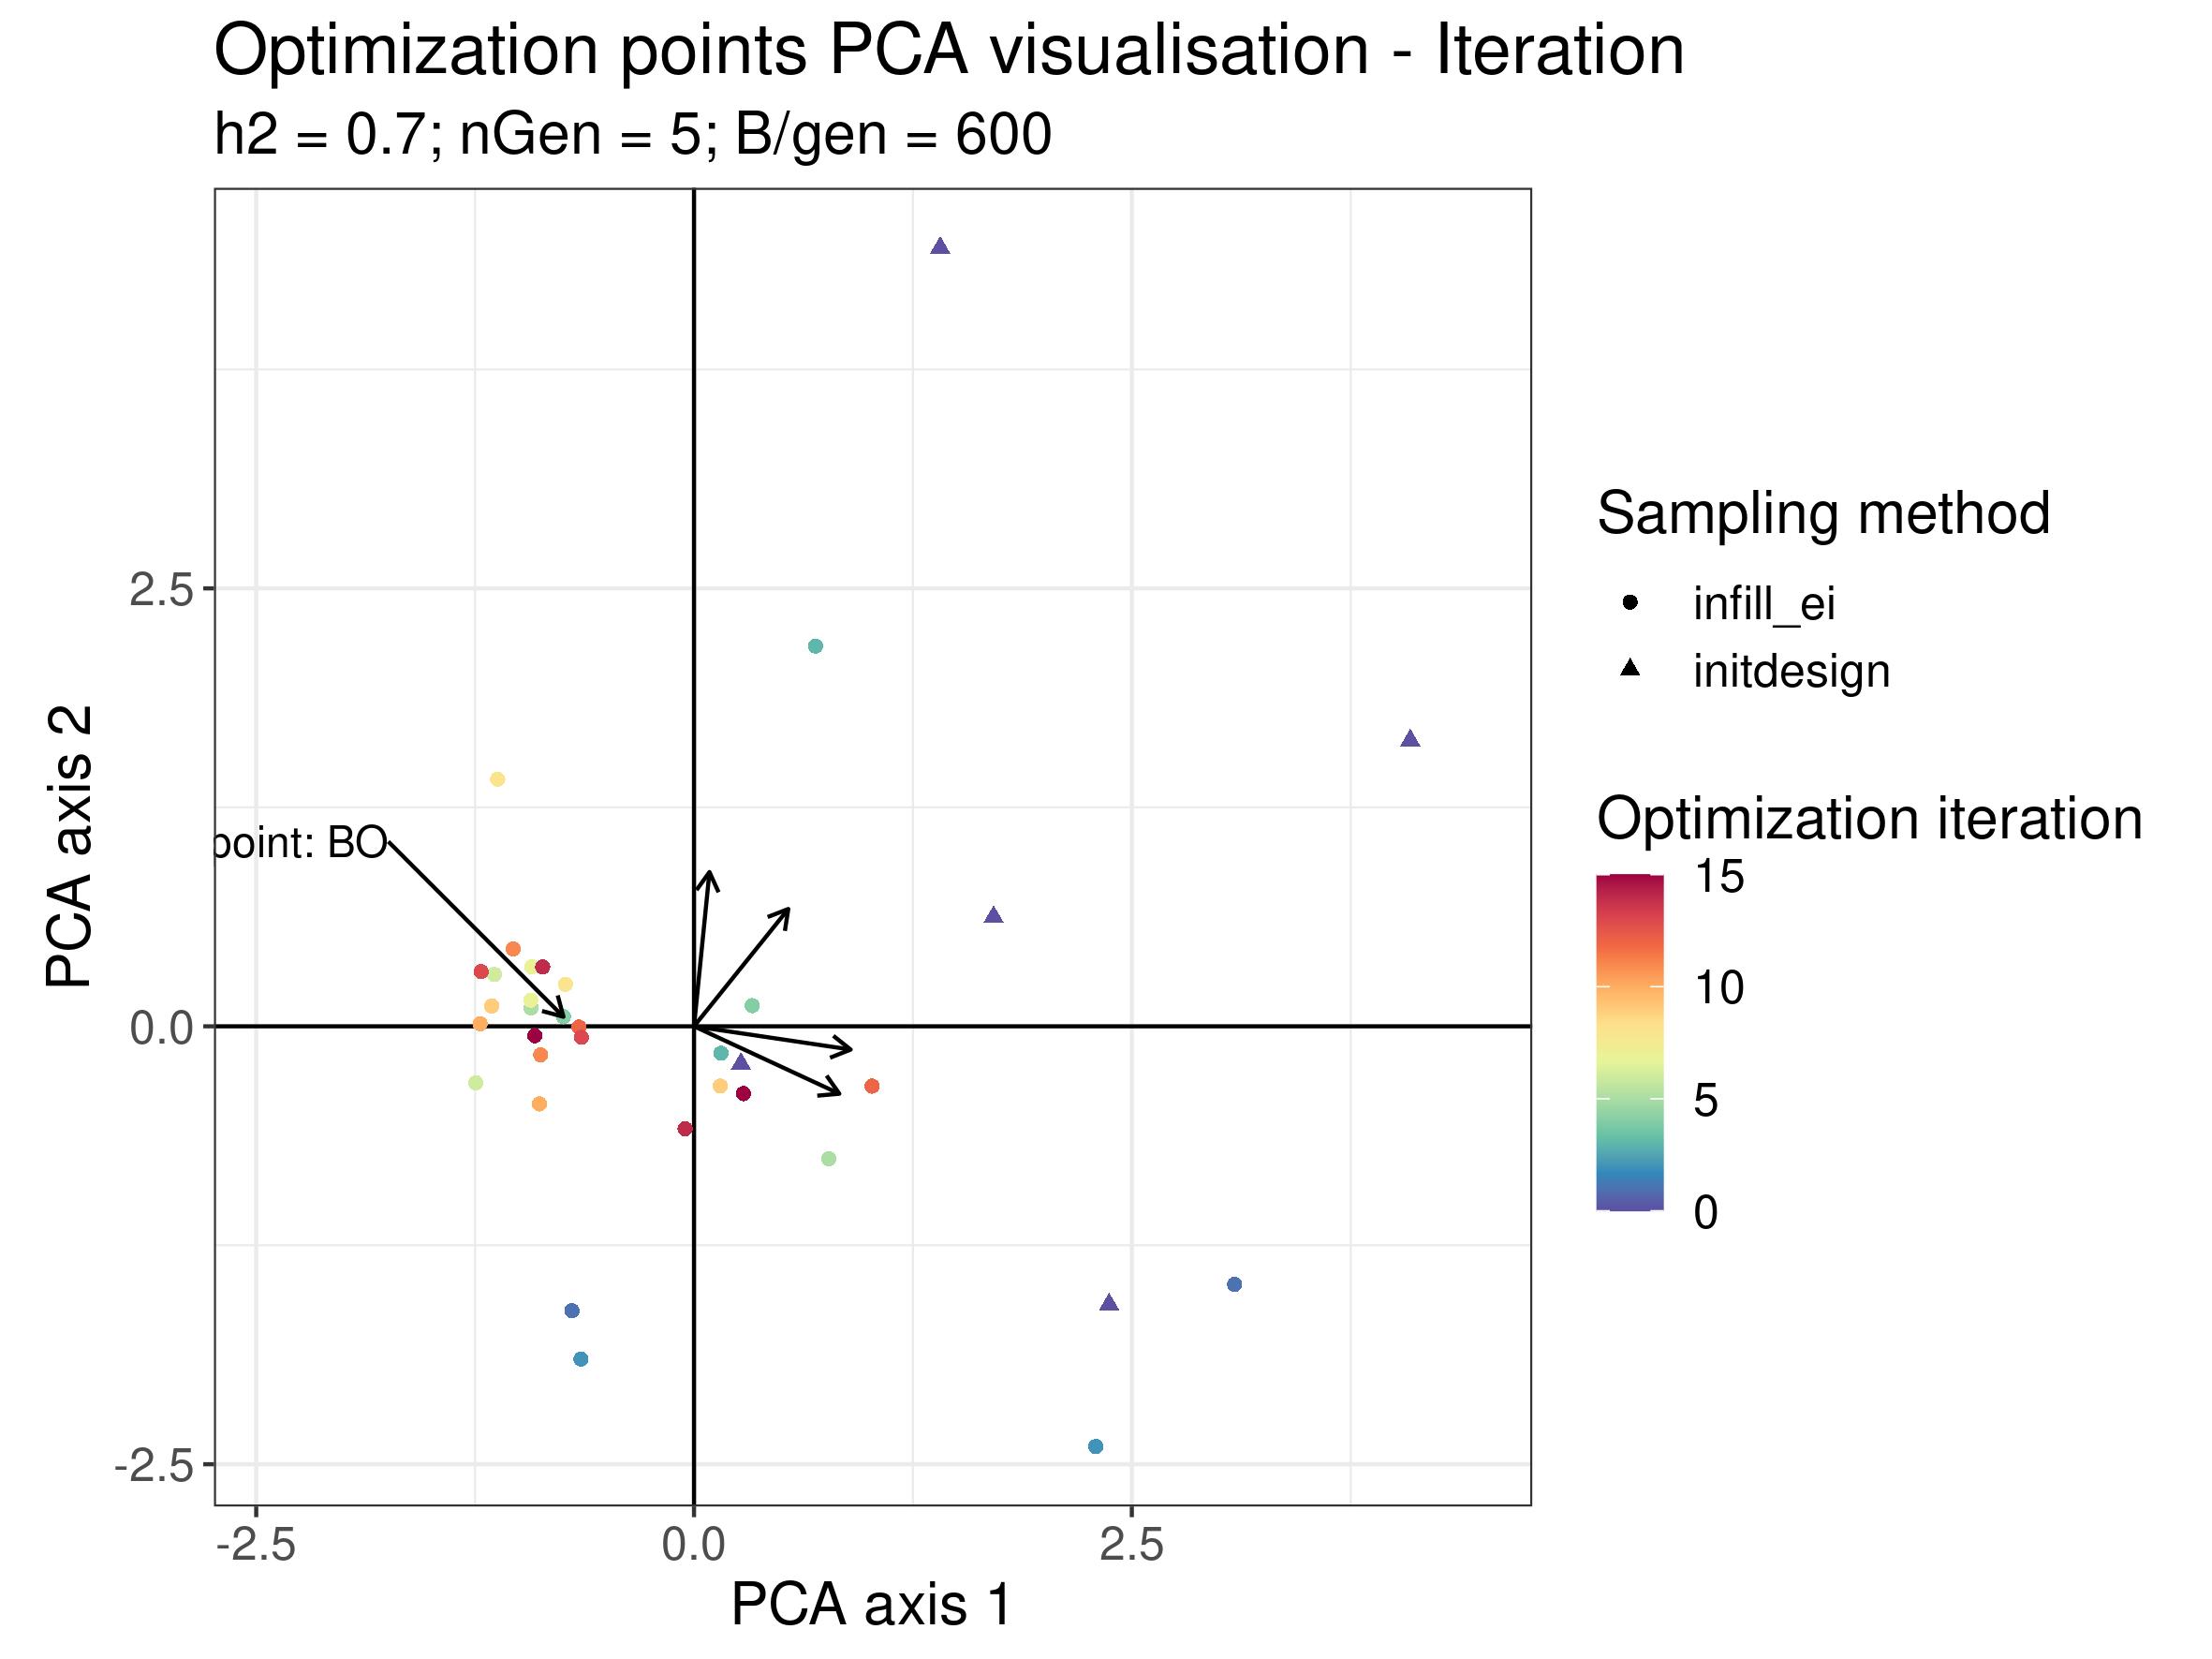 Optimization points PCA visualisation - Iteration
h2 = 0.7; nGen = 5; B/gen = 600
PCA axis 2
2.5
0.0
-2.5
point: BO
-2.5
0.0
2.5
PCA axis 1
Sampling method
infill_ei
initdesign
Optimization iteration
15
10
5
0